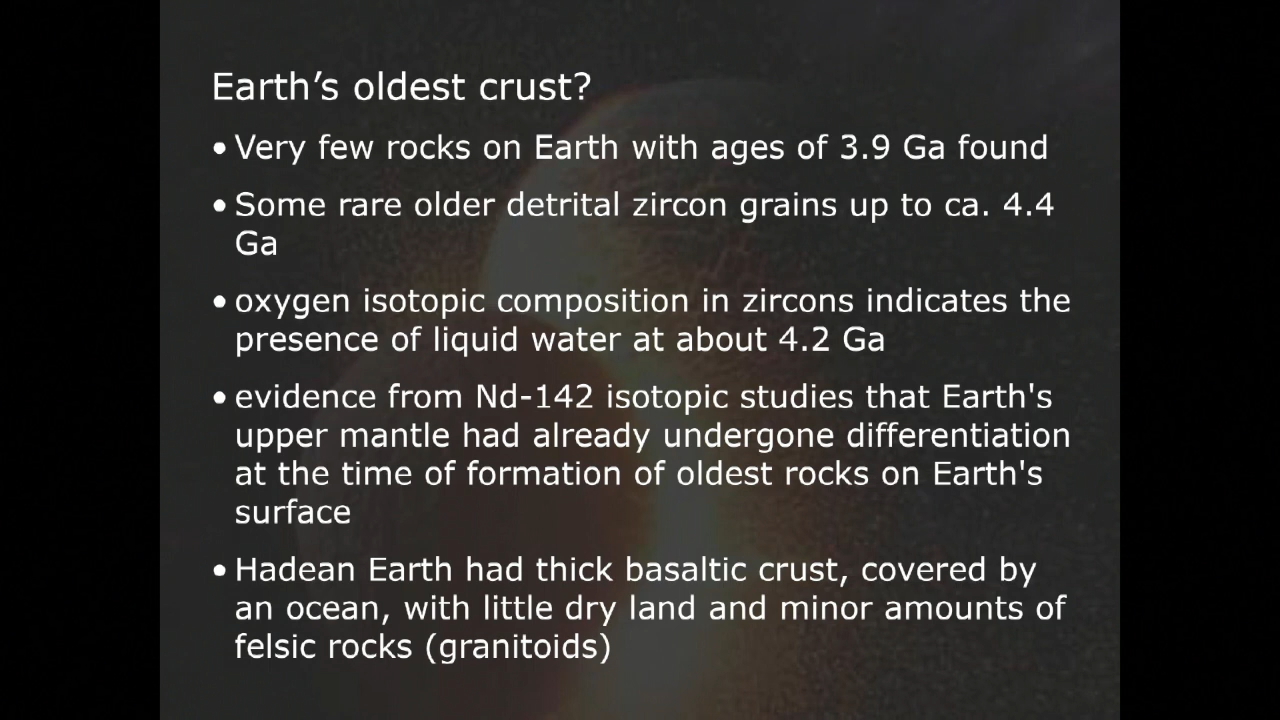 Earth’s oldest crust?
• Very few rocks on Earth with ages of 3.9 Ga found
• Some rare older detrital zircon grains up to ca. 4.4
Ga
• oxygen isotopic composition in zircons indicates the
presence of liquid water at about 4.2 Ga
• evidence from Nd-142 isotopic studies that Earth's
upper mantle had already undergone differentiation
at the time of formation of oldest rocks on Earth's
surface
• Hadean Earth had thick basaltic crust, covered by
an ocean, with little dry land and minor amounts of
felsic rocks (granitoids)